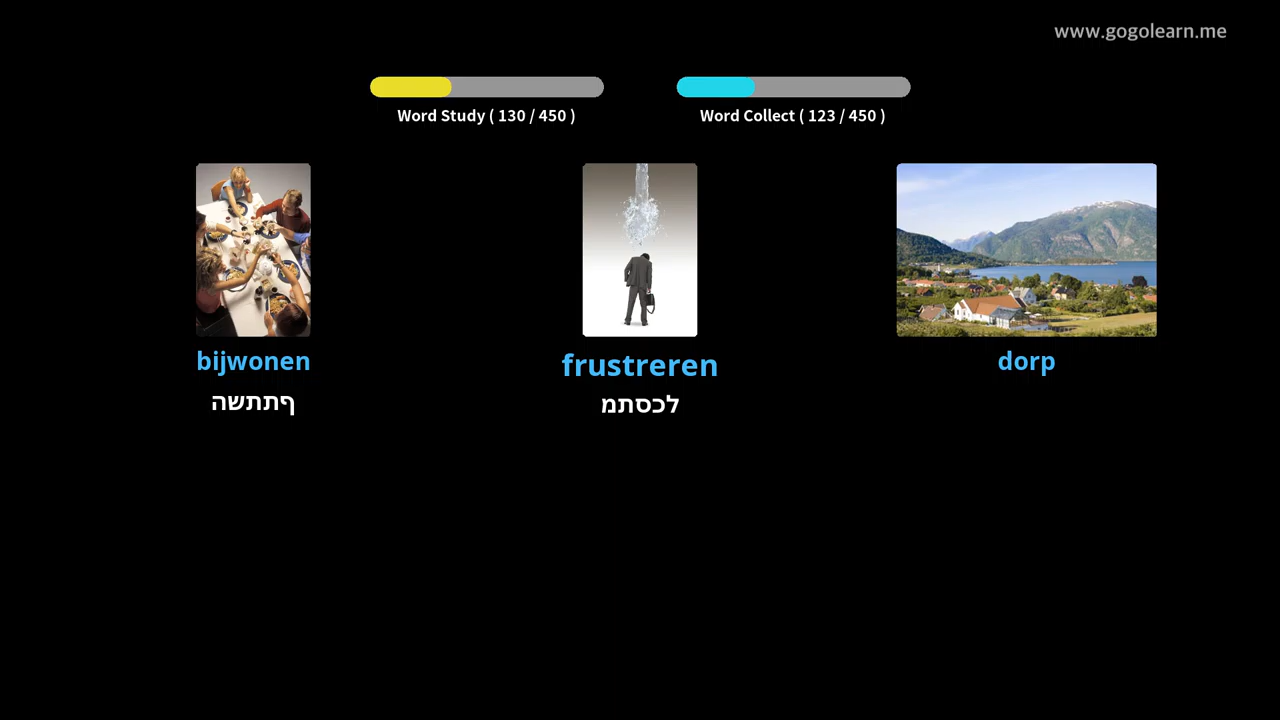 www.gogolearn.me
Word Study ( 130 / 450 )
Word Collect ( 123 / 450 )
bijwonen
ףתתשה
frustreren
לכסתמ
dorp